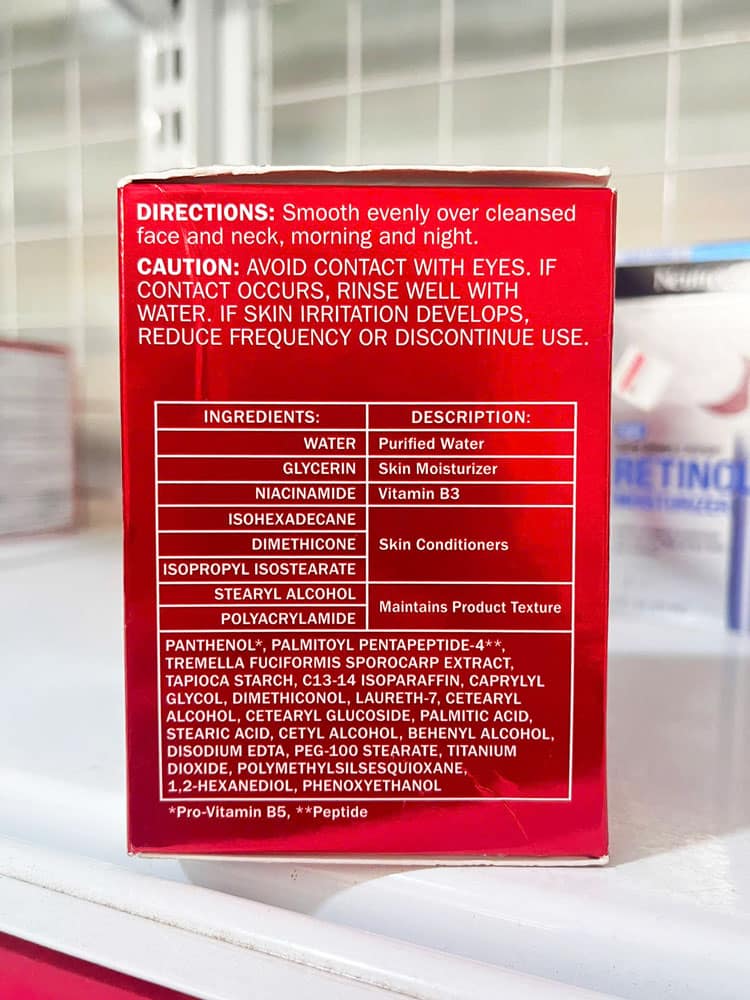 DIRECTIONS: Smooth evenly over cleansed
face and neck, morning and night.
CAUTION: AVOID CONTACT WITH EYES. IF
CONTACT OCCURS, RINSE WELL WITH
WATER. IF SKIN IRRITATION DEVELOPS,
REDUCE FREQUENCY OR DISCONTINUE USE.
INGREDIENTS: DESCRIPTION:
WATER Purified Water
GLYCERIN Skin Moisturizer
NIACINAMIDE Vitamin B3
ISOHEXADECANE
DIMETHICONE Skin Conditioners
ISOPROPYL ISOSTEARATE
STEARYL ALCOHOL
POLYACRYLAMIDE
Maintains Product Texture
PANTHENOL*, PALMITOYL PENTAPEPTIDE-4**,
TREMELLA FUCIFORMIS SPOROCARP EXTRACT,
TAPIOCA STARCH, C13-14 ISOPARAFFIN, CAPRYLYL
GLYCOL, DIMETHICONOL, LAURETH-7, CETEARYL
ALCOHOL, CETEARYL GLUCOSIDE, PALMITIC ACID,
STEARIC ACID, CETYL ALCOHOL, BEHENYL ALCOHOL,
DISODIUM EDTA, PEG-100 STEARATE, TITANIUM
DIOXIDE, POLYMETHYLSILSESQUIOXANE,
1,2-HEXANEDIOL, PHENOXYETHANOL
*Pro-Vitamin B5, **Peptide
RETINO
MOISTURIZER